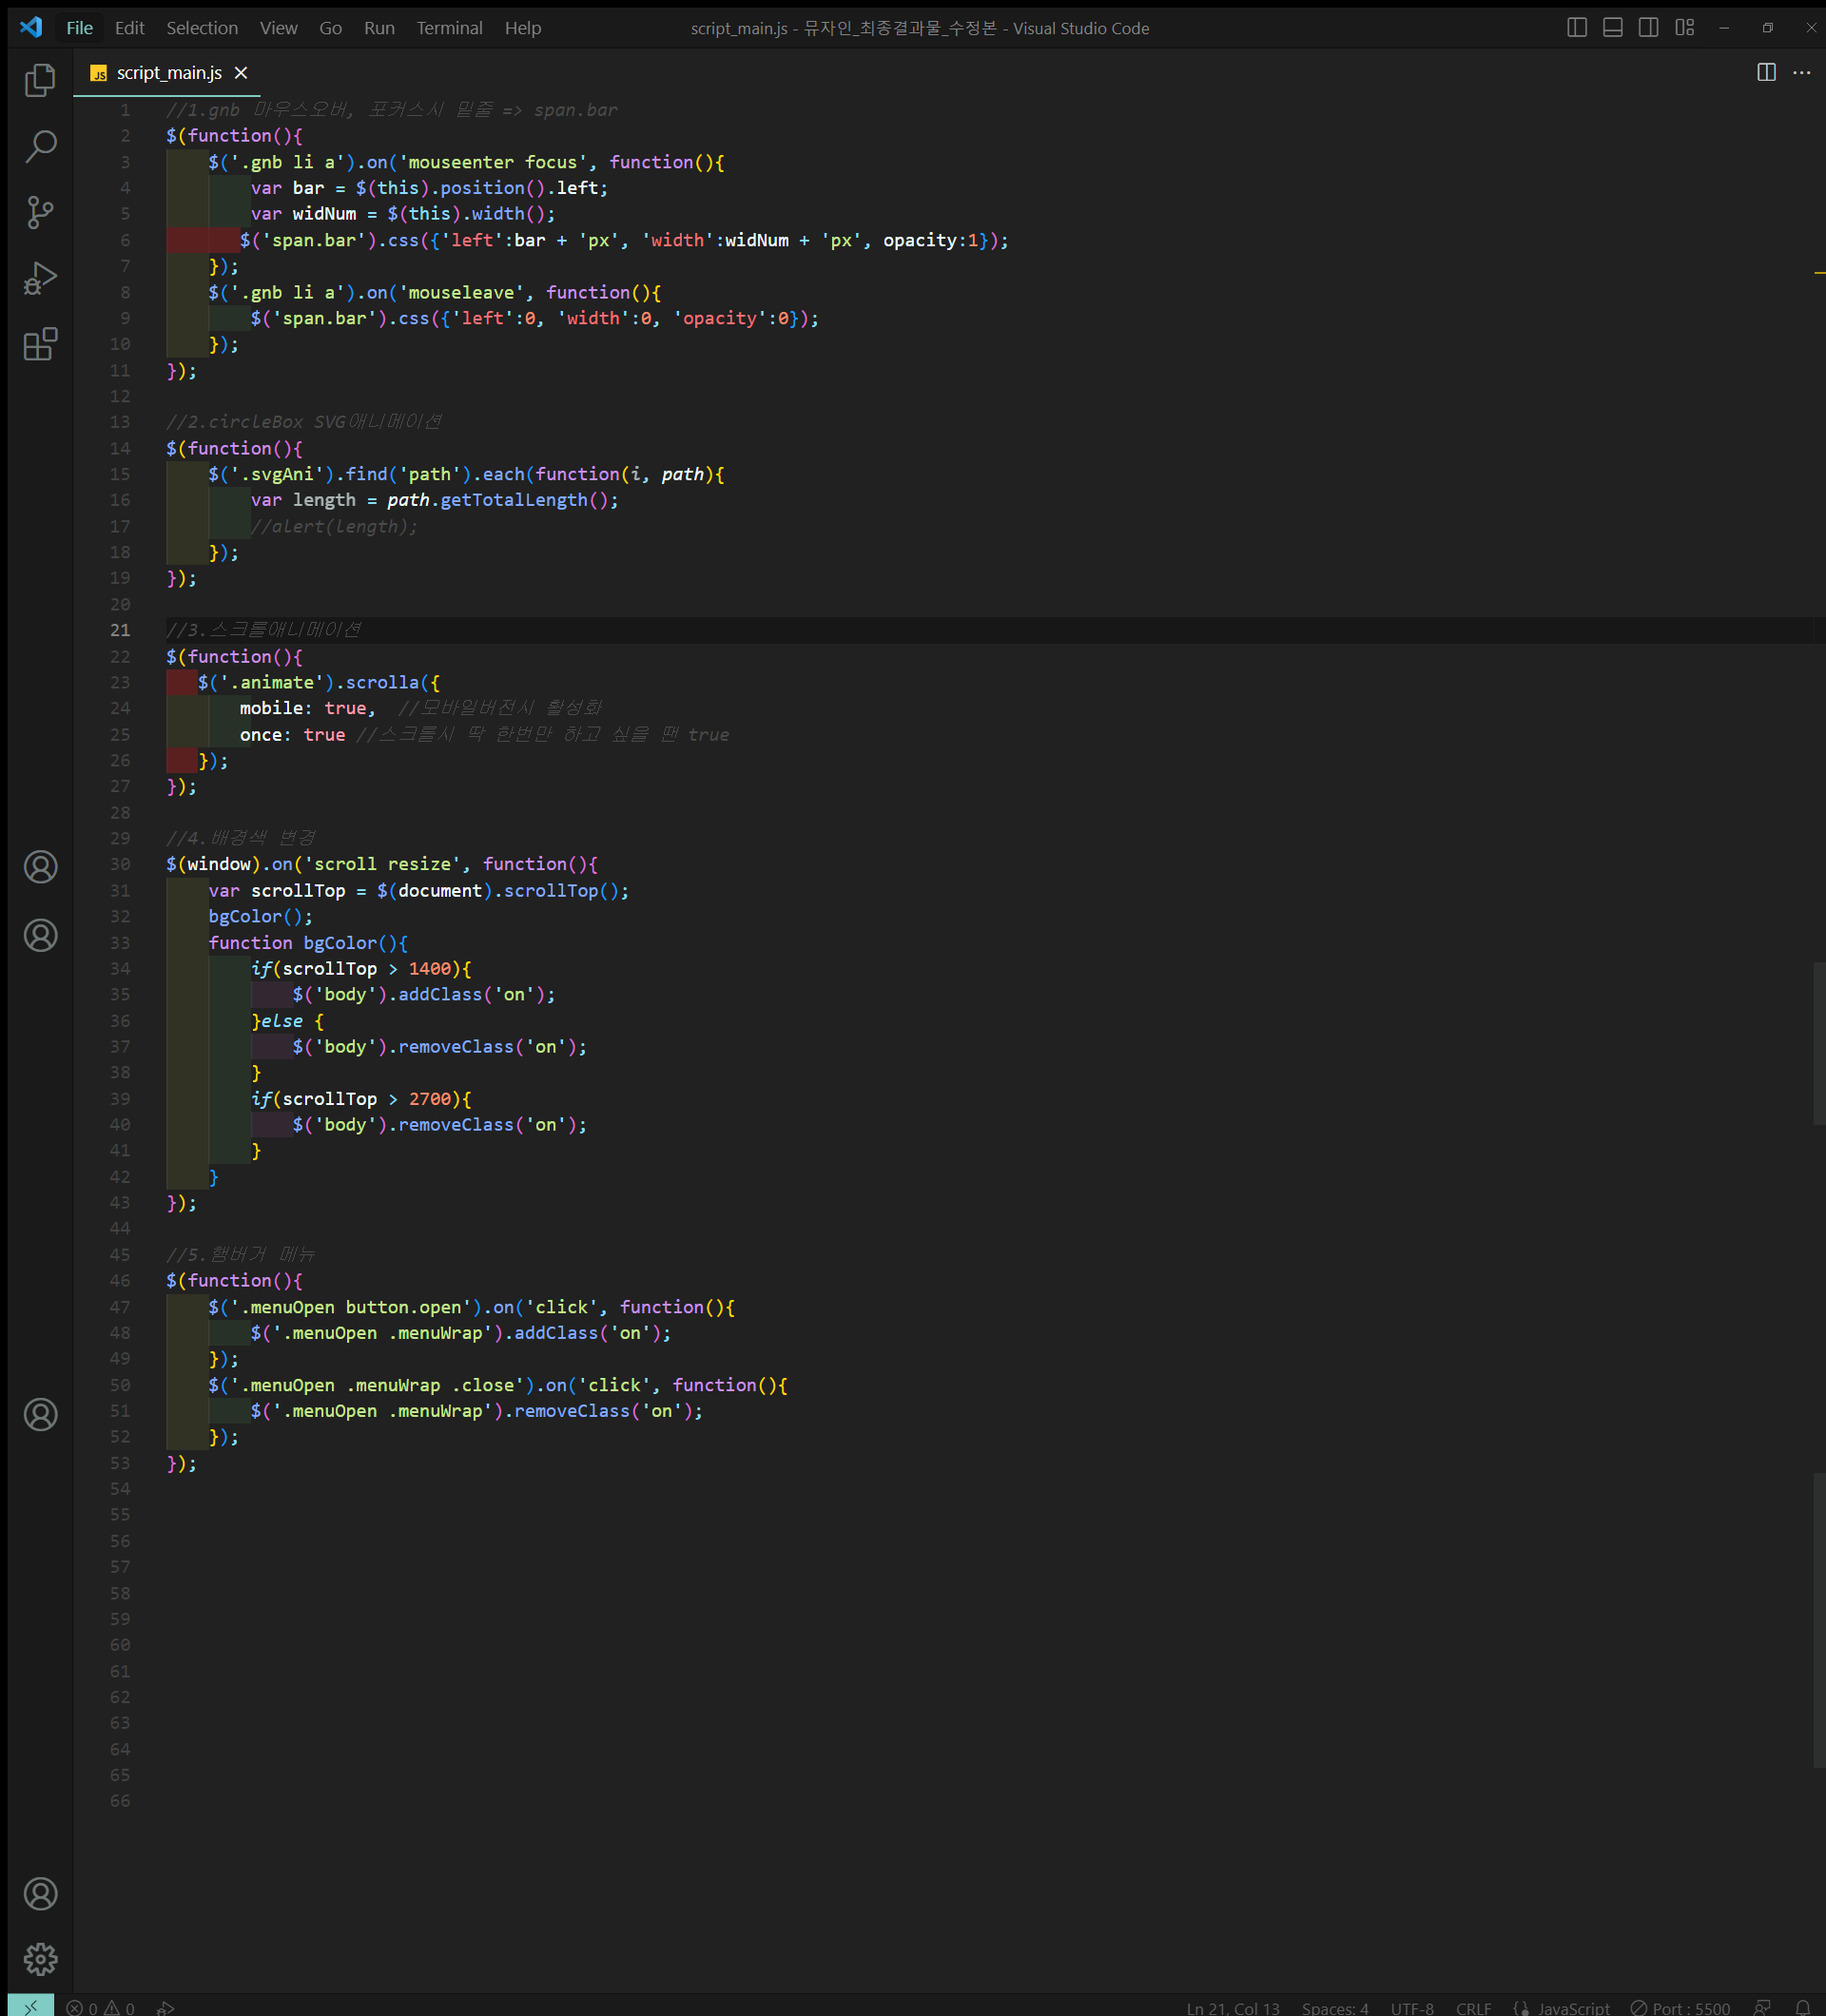 File Edit Selection View Go Run Terminal Help script_main.js - 뮤자인_최종결과물_수정본 - Visual Studio Code
JS script_main.js
1 //1.gnb 마우스오버, 포커스시 밑줄 => span.bar
2 $(function(){
3 $('.gnb li a').on('mouseenter focus', function(){
4 var bar = $(this).position().left;
5 var widNum = $(this).width();
6 $('span.bar').css({'left':bar + 'px', 'width':widNum + 'px', opacity:1});
7 });
8 $('.gnb li a').on('mouseleave', function(){
9 $('span.bar').css({'left':0, 'width':0, 'opacity':0});
10 });
11 });
12
13 //2.circleBox SVG애니메이션
14 $(function(){
15 $('.svgAni').find('path').each(function(i, path){
16 var length = path.getTotalLength();
17 //alert(length);
18 });
19 });
20
21 //3.스크롤애니메이션
22 $(function(){
23 $('.animate').scrolla({
24 mobile: true, //모바일버전시 활성화
25 once: true //스크롤시 딱 한번만 하고 싶을 땐 true
26 });
27 });
28
29 //4.배경색 변경
30 $(window).on('scroll resize', function(){
31 var scrollTop = $(document).scrollTop();
32 bgColor();
33 function bgColor(){
34 if(scrollTop > 1400){
35 $('body').addClass('on');
36 }else {
37 $('body').removeClass('on');
38 }
39 if(scrollTop > 2700){
40 $('body').removeClass('on');
41 }
42 }
43 });
44
45 //5.햄버거 메뉴
46 $(function(){
47 $('.menuOpen button.open').on('click', function(){
48 $('.menuOpen .menuWrap').addClass('on');
49 });
50 $('.menuOpen .menuWrap .close').on('click', function(){
51 $('.menuOpen .menuWrap').removeClass('on');
52 });
53 });
54
55
56
57
58
59
60
61
62
63
64
65
66
0 0 Ln 21, Col 13 Spaces: 4 UTF-8 CRLF {} JavaScript Port : 5500